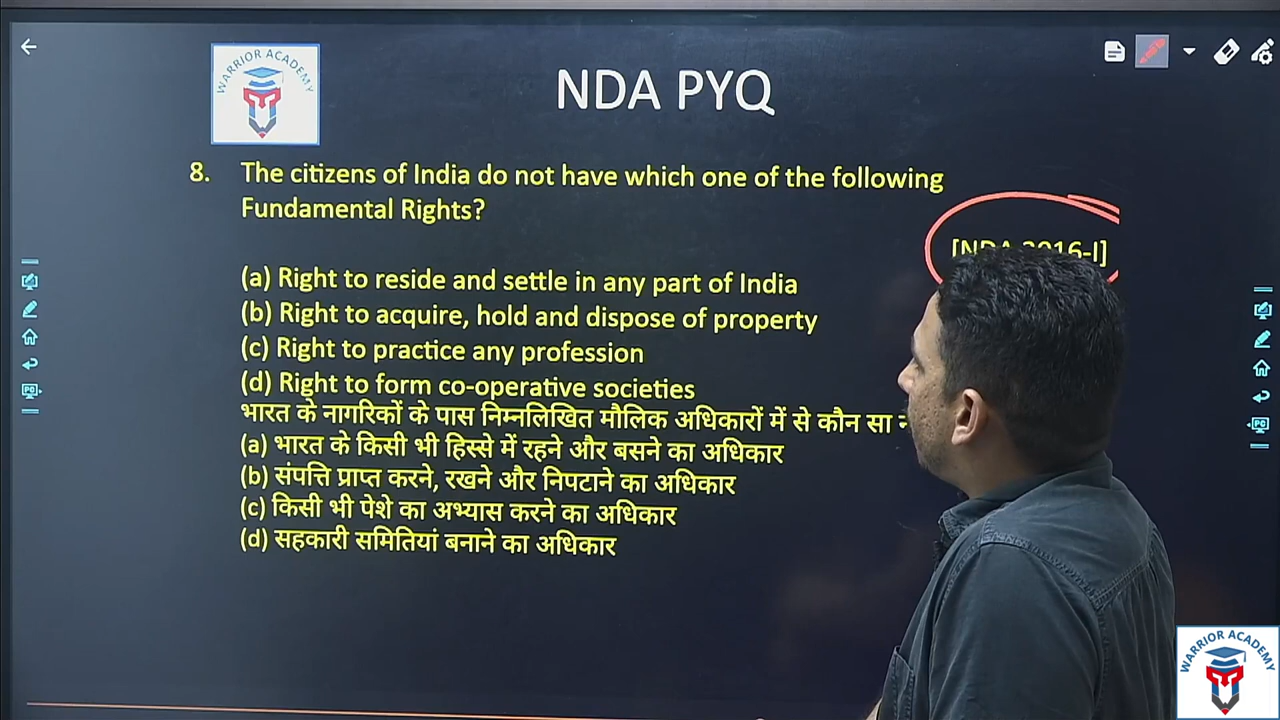 WARRIOR ACADEMY
NDA PYQ
8. The citizens of India do not have which one of the following
Fundamental Rights?
[NDA 2016-I]
(a) Right to reside and settle in any part of India
(b) Right to acquire, hold and dispose of property
(c) Right to practice any profession
(d) Right to form co-operative societies
भारत के नागरिकों के पास निम्नलिखित मौलिक अधिकारों में से कौन सा
(a) भारत के किसी भी हिस्से में रहने और बसने का अधिकार
(b) संपत्ति प्राप्त करने, रखने और निपटाने का अधिकार
(c) किसी भी पेशे का अभ्यास करने का अधिकार
(d) सहकारी समितियां बनाने का अधिकार
WARRIOR ACADEMY